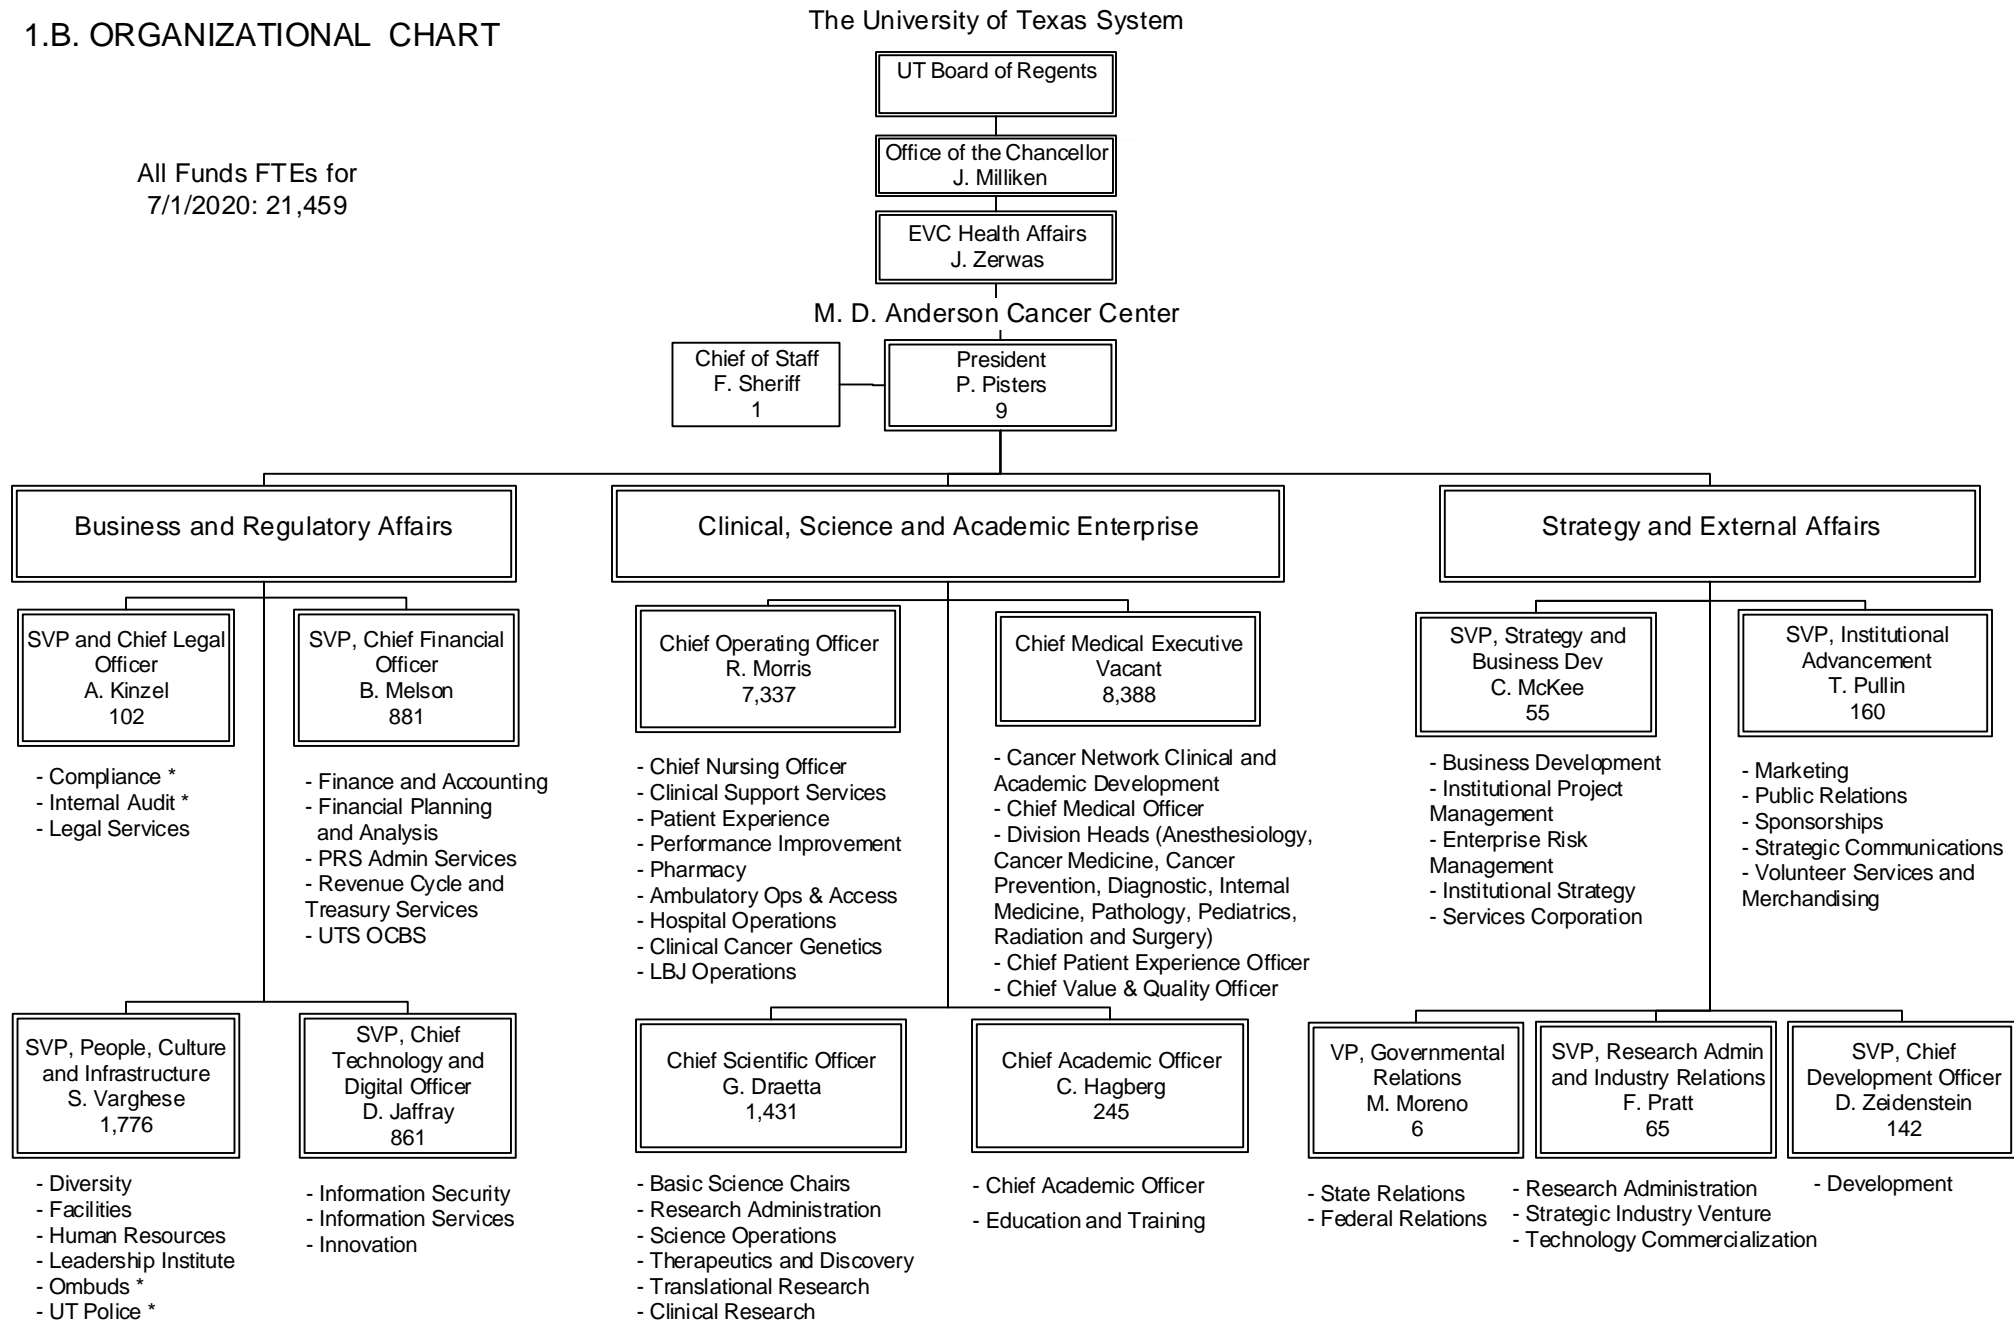 1.B. ORGANIZATIONAL CHART
The University of Texas System
UT Board of Regents
All Funds FTEs for
7/1/2020: 21,459
Office of the Chancellor
J. Milliken
EVC Health Affairs
J. Zerwas
M. D. Anderson Cancer Center
Chief of Staff
F. Sheriff
1
President
P. Pisters
9
Business and Regulatory Affairs
Clinical, Science and Academic Enterprise
Strategy and External Affairs
SVP and Chief Legal
Officer
A. Kinzel
102
SVP, Chief Financial
Officer
B. Melson
881
Chief Operating Officer
R. Morris
7,337
Chief Medical Executive
Vacant
8,388
SVP, Strategy and
Business Dev
C. McKee
55
SVP, Institutional
Advancement
T. Pullin
160
- Compliance *
- Internal Audit *
- Legal Services
- Finance and Accounting
- Financial Planning
and Analysis
- PRS Admin Services
- Revenue Cycle and
Treasury Services
- UTS OCBS
- Chief Nursing Officer
- Clinical Support Services
- Patient Experience
- Performance Improvement
- Pharmacy
- Ambulatory Ops & Access
- Hospital Operations
- Clinical Cancer Genetics
- LBJ Operations
- Cancer Network Clinical and
Academic Development
- Chief Medical Officer
- Division Heads (Anesthesiology,
Cancer Medicine, Cancer
Prevention, Diagnostic, Internal
Medicine, Pathology, Pediatrics,
Radiation and Surgery)
- Chief Patient Experience Officer
- Chief Value & Quality Officer
- Business Development
- Institutional Project
Management
- Enterprise Risk
Management
- Institutional Strategy
- Services Corporation
- Marketing
- Public Relations
- Sponsorships
- Strategic Communications
- Volunteer Services and
Merchandising
SVP, People, Culture
and Infrastructure
S. Varghese
1,776
SVP, Chief
Technology and
Digital Officer
D. Jaffray
861
Chief Scientific Officer
G. Draetta
1,431
Chief Academic Officer
C. Hagberg
245
VP, Governmental
Relations
M. Moreno
6
SVP, Research Admin
and Industry Relations
F. Pratt
65
SVP, Chief
Development Officer
D. Zeidenstein
142
- Diversity
- Facilities
- Human Resources
- Leadership Institute
- Ombuds *
- UT Police *
- Information Security
- Information Services
- Innovation
- Basic Science Chairs
- Research Administration
- Science Operations
- Therapeutics and Discovery
- Translational Research
- Clinical Research
- Chief Academic Officer
- Education and Training
- State Relations
- Federal Relations
- Research Administration
- Strategic Industry Venture
- Technology Commercialization
- Development